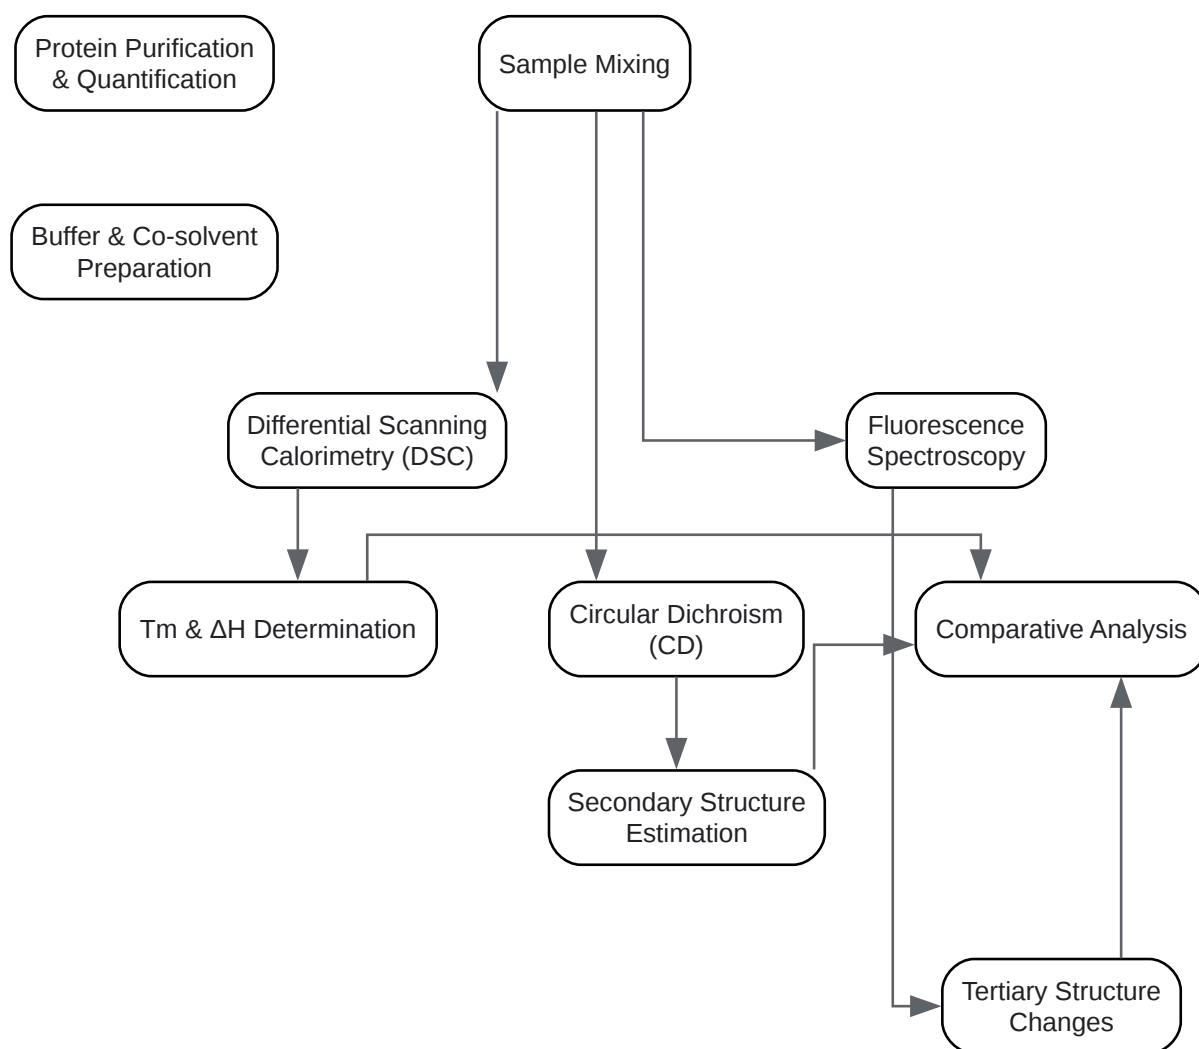 Protein Purification
& Quantification
Sample Mixing
Buffer & Co-solvent
Preparation
Differential Scanning
Calorimetry (DSC)
Fluorescence
Spectroscopy
Tm & ΔH Determination
Circular Dichroism
(CD)
Comparative Analysis
Secondary Structure
Estimation
Tertiary Structure
Changes